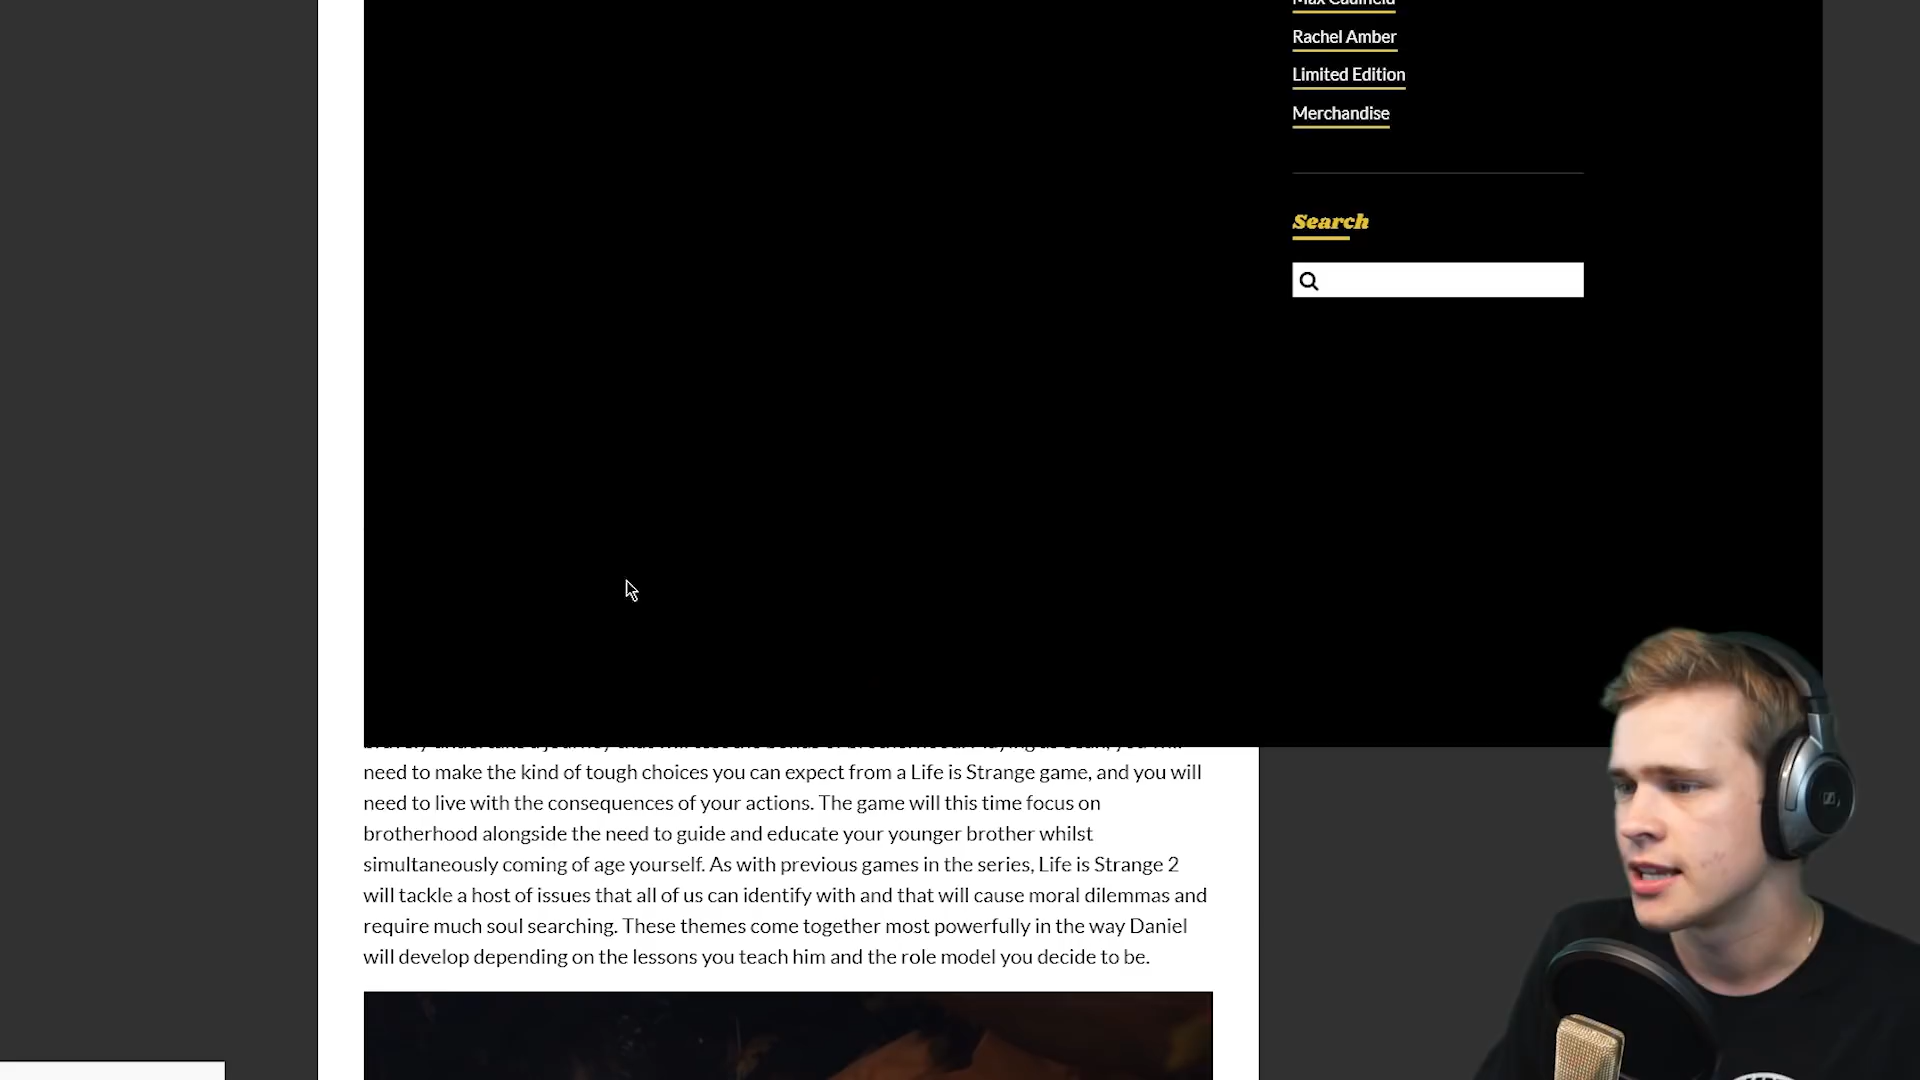 Max Caulfield
Rachel Amber
Limited Edition
Merchandise
Search
need to make the kind of tough choices you can expect from a Life is Strange game, and you will
need to live with the consequences of your actions. The game will this time focus on
brotherhood alongside the need to guide and educate your younger brother whilst
simultaneously coming of age yourself. As with previous games in the series, Life is Strange 2
will tackle a host of issues that all of us can identify with and that will cause moral dilemmas and
require much soul searching. These themes come together most powerfully in the way Daniel
will develop depending on the lessons you teach him and the role model you decide to be.